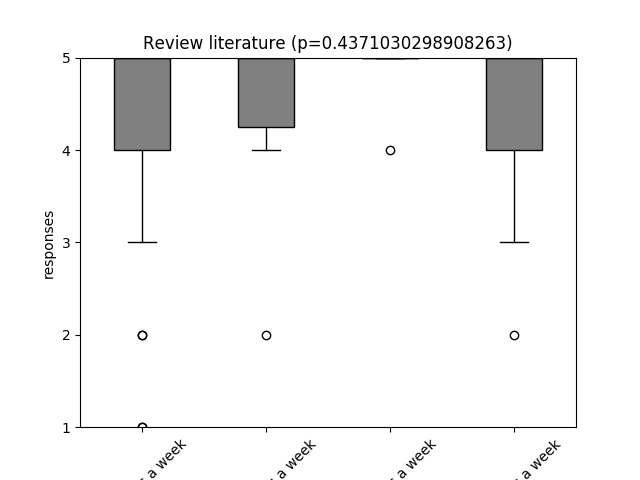 Review literature (p=0.4371030298908263)
responses
5
4
3
2
1
a week
a week
a week
a week